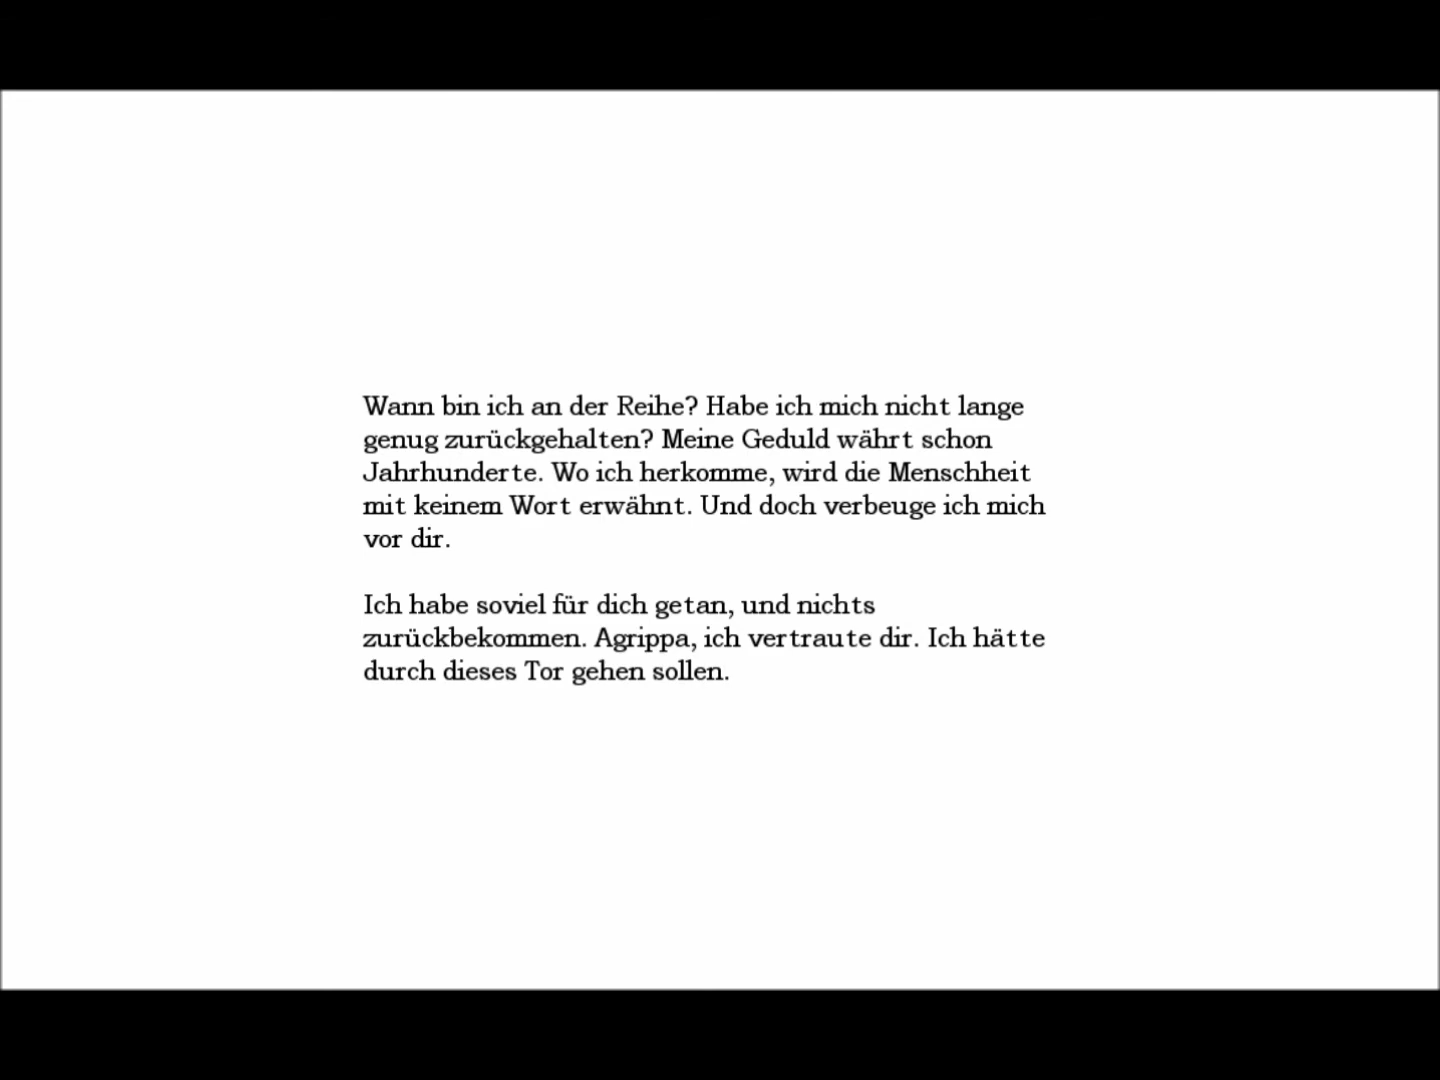 Wann bin ich an der Reihe? Habe ich mich nicht lange
genug zurückgehalten? Meine Geduld währt schon
Jahrhunderte. Wo ich herkomme, wird die Menschheit
mit keinem Wort erwähnt. Und doch verbeuge ich mich
vor dir.
Ich habe soviel für dich getan, und nichts
zurückbekommen. Agrippa, ich vertraute dir. Ich hätte
durch dieses Tor gehen sollen.